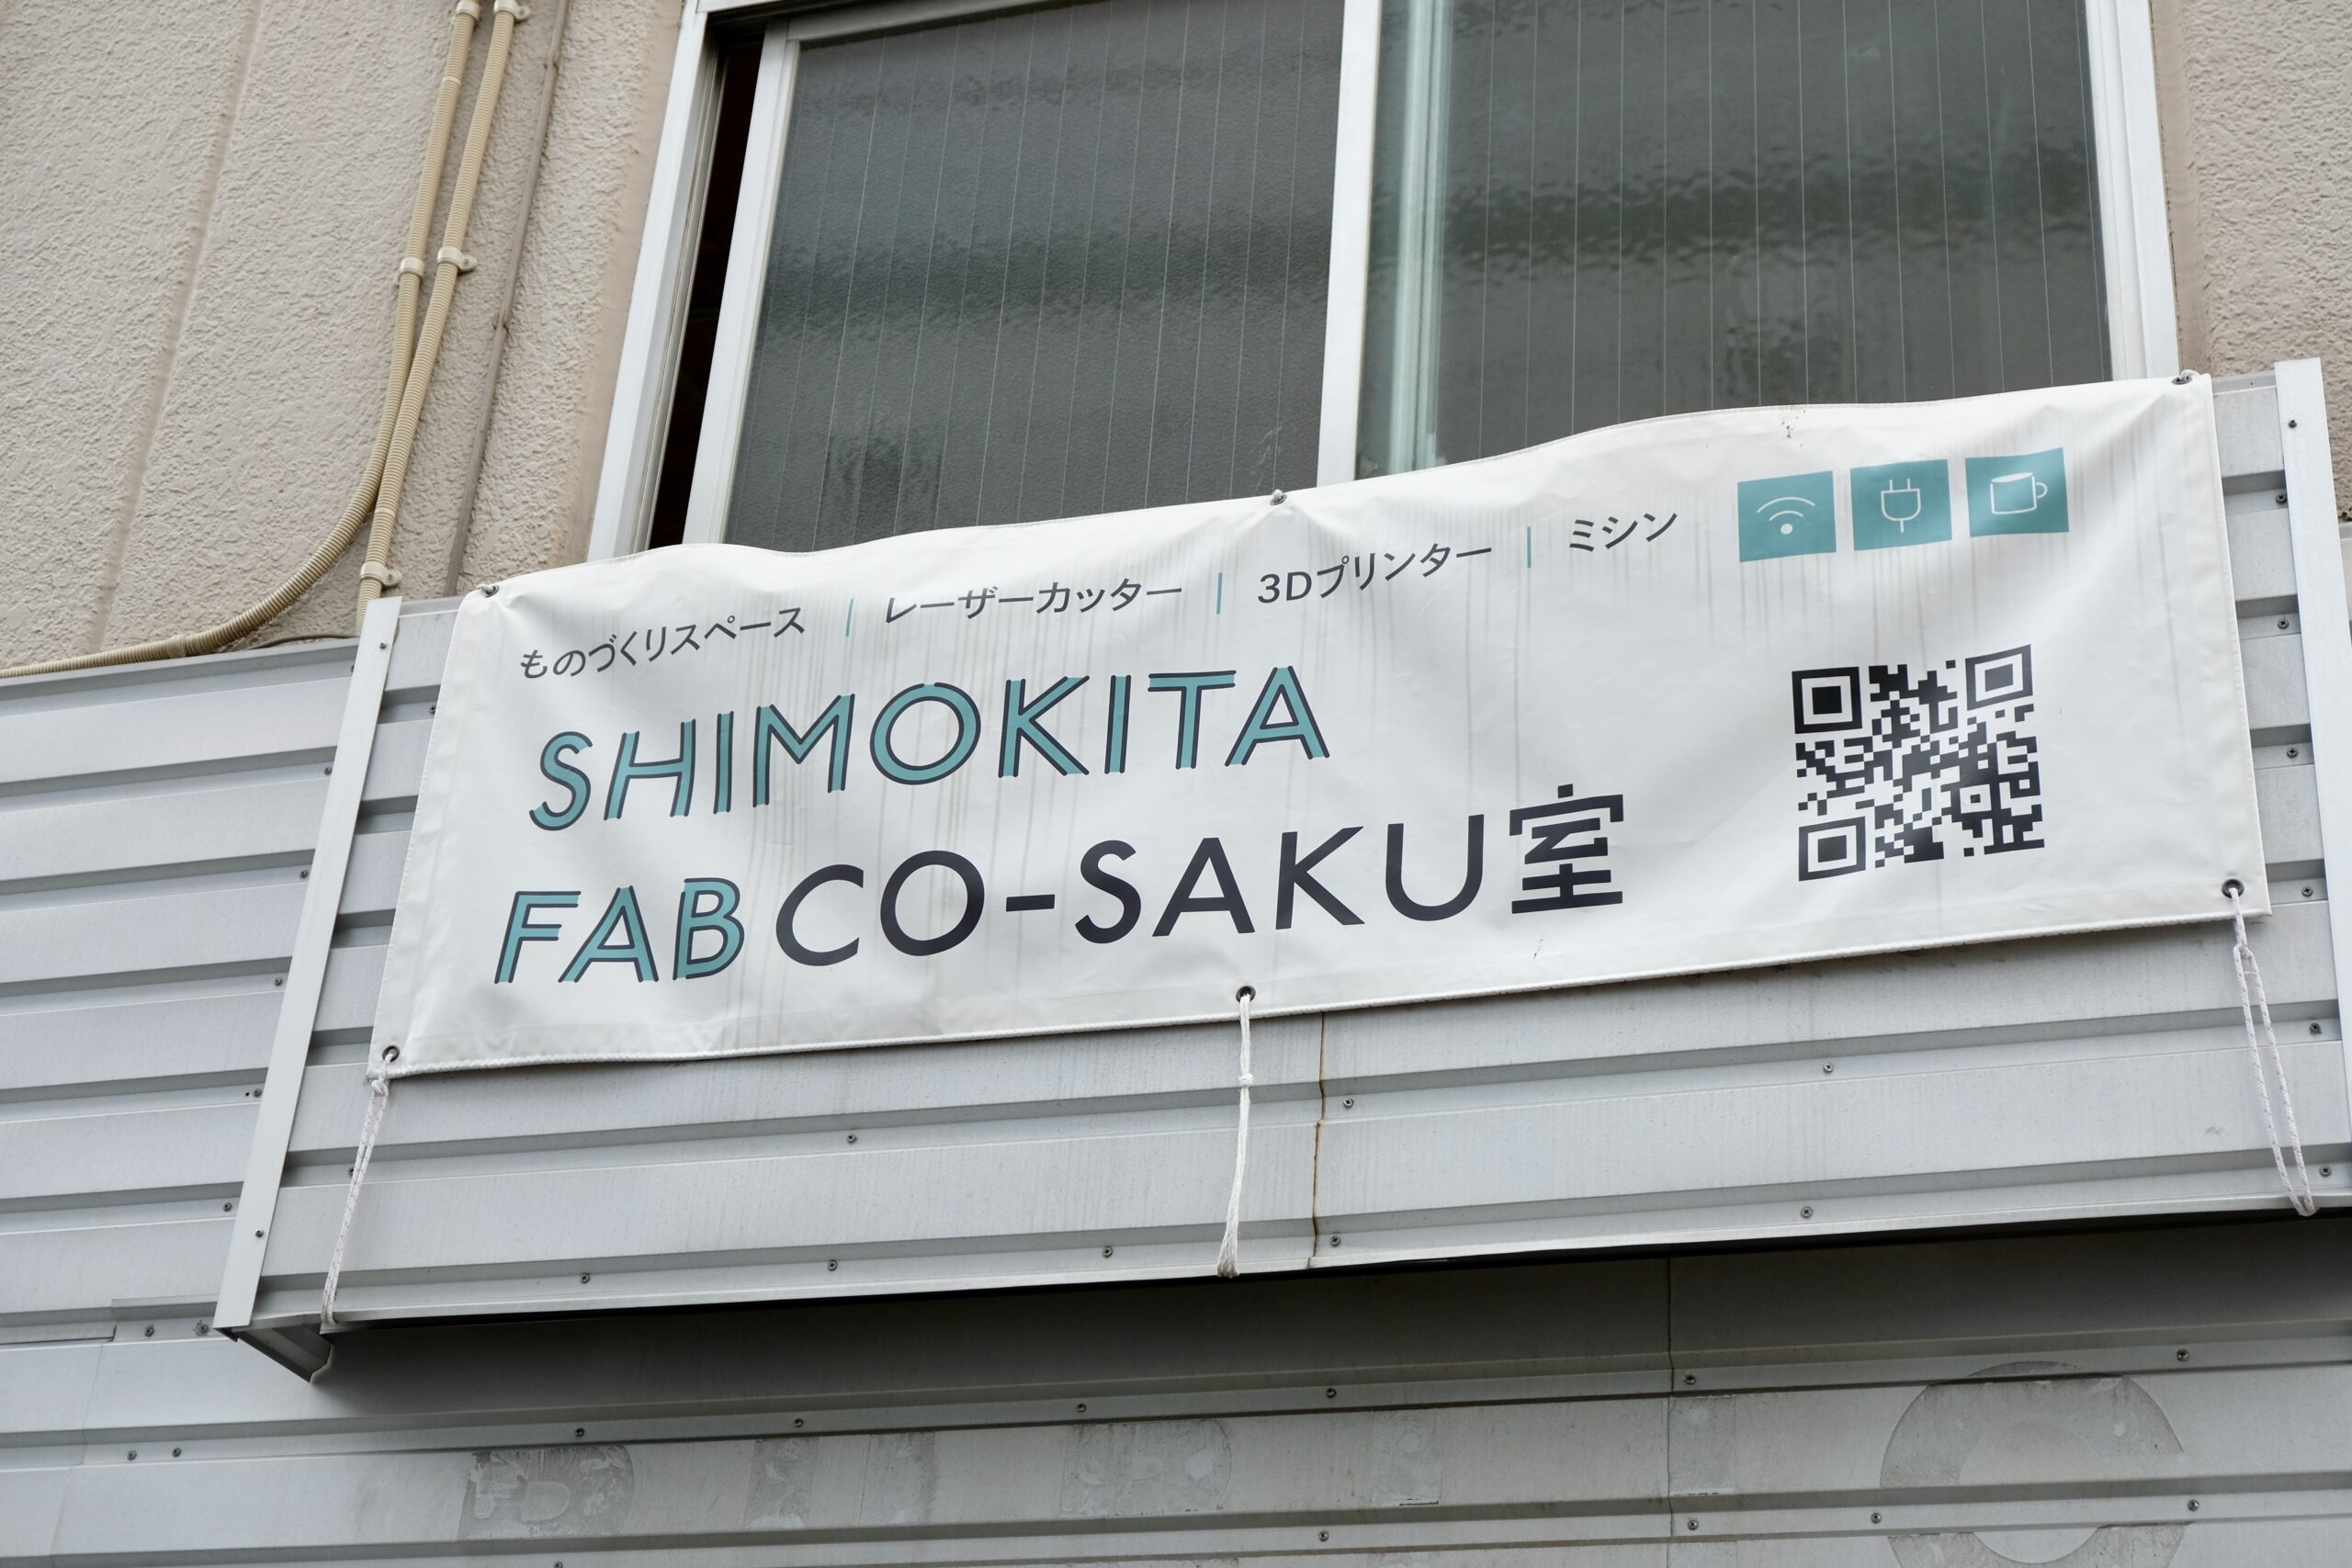 ものづくりスペース | レーザーカッター | 3Dプリンター | ミシン
SHIMOKITA
FAB CO-SAKU室